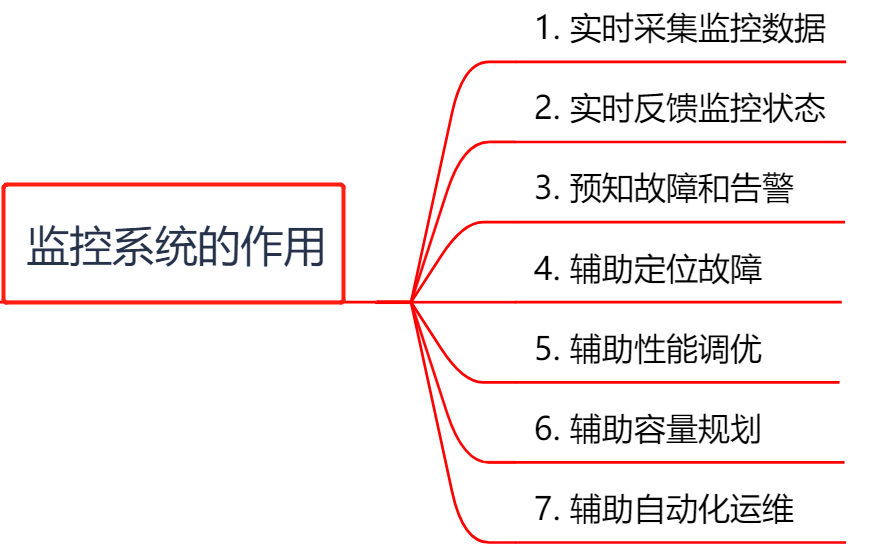 监控系统的作用
1. 实时采集监控数据
2. 实时反馈监控状态
3. 预知故障和告警
4. 辅助定位故障
5. 辅助性能调优
6. 辅助容量规划
7. 辅助自动化运维